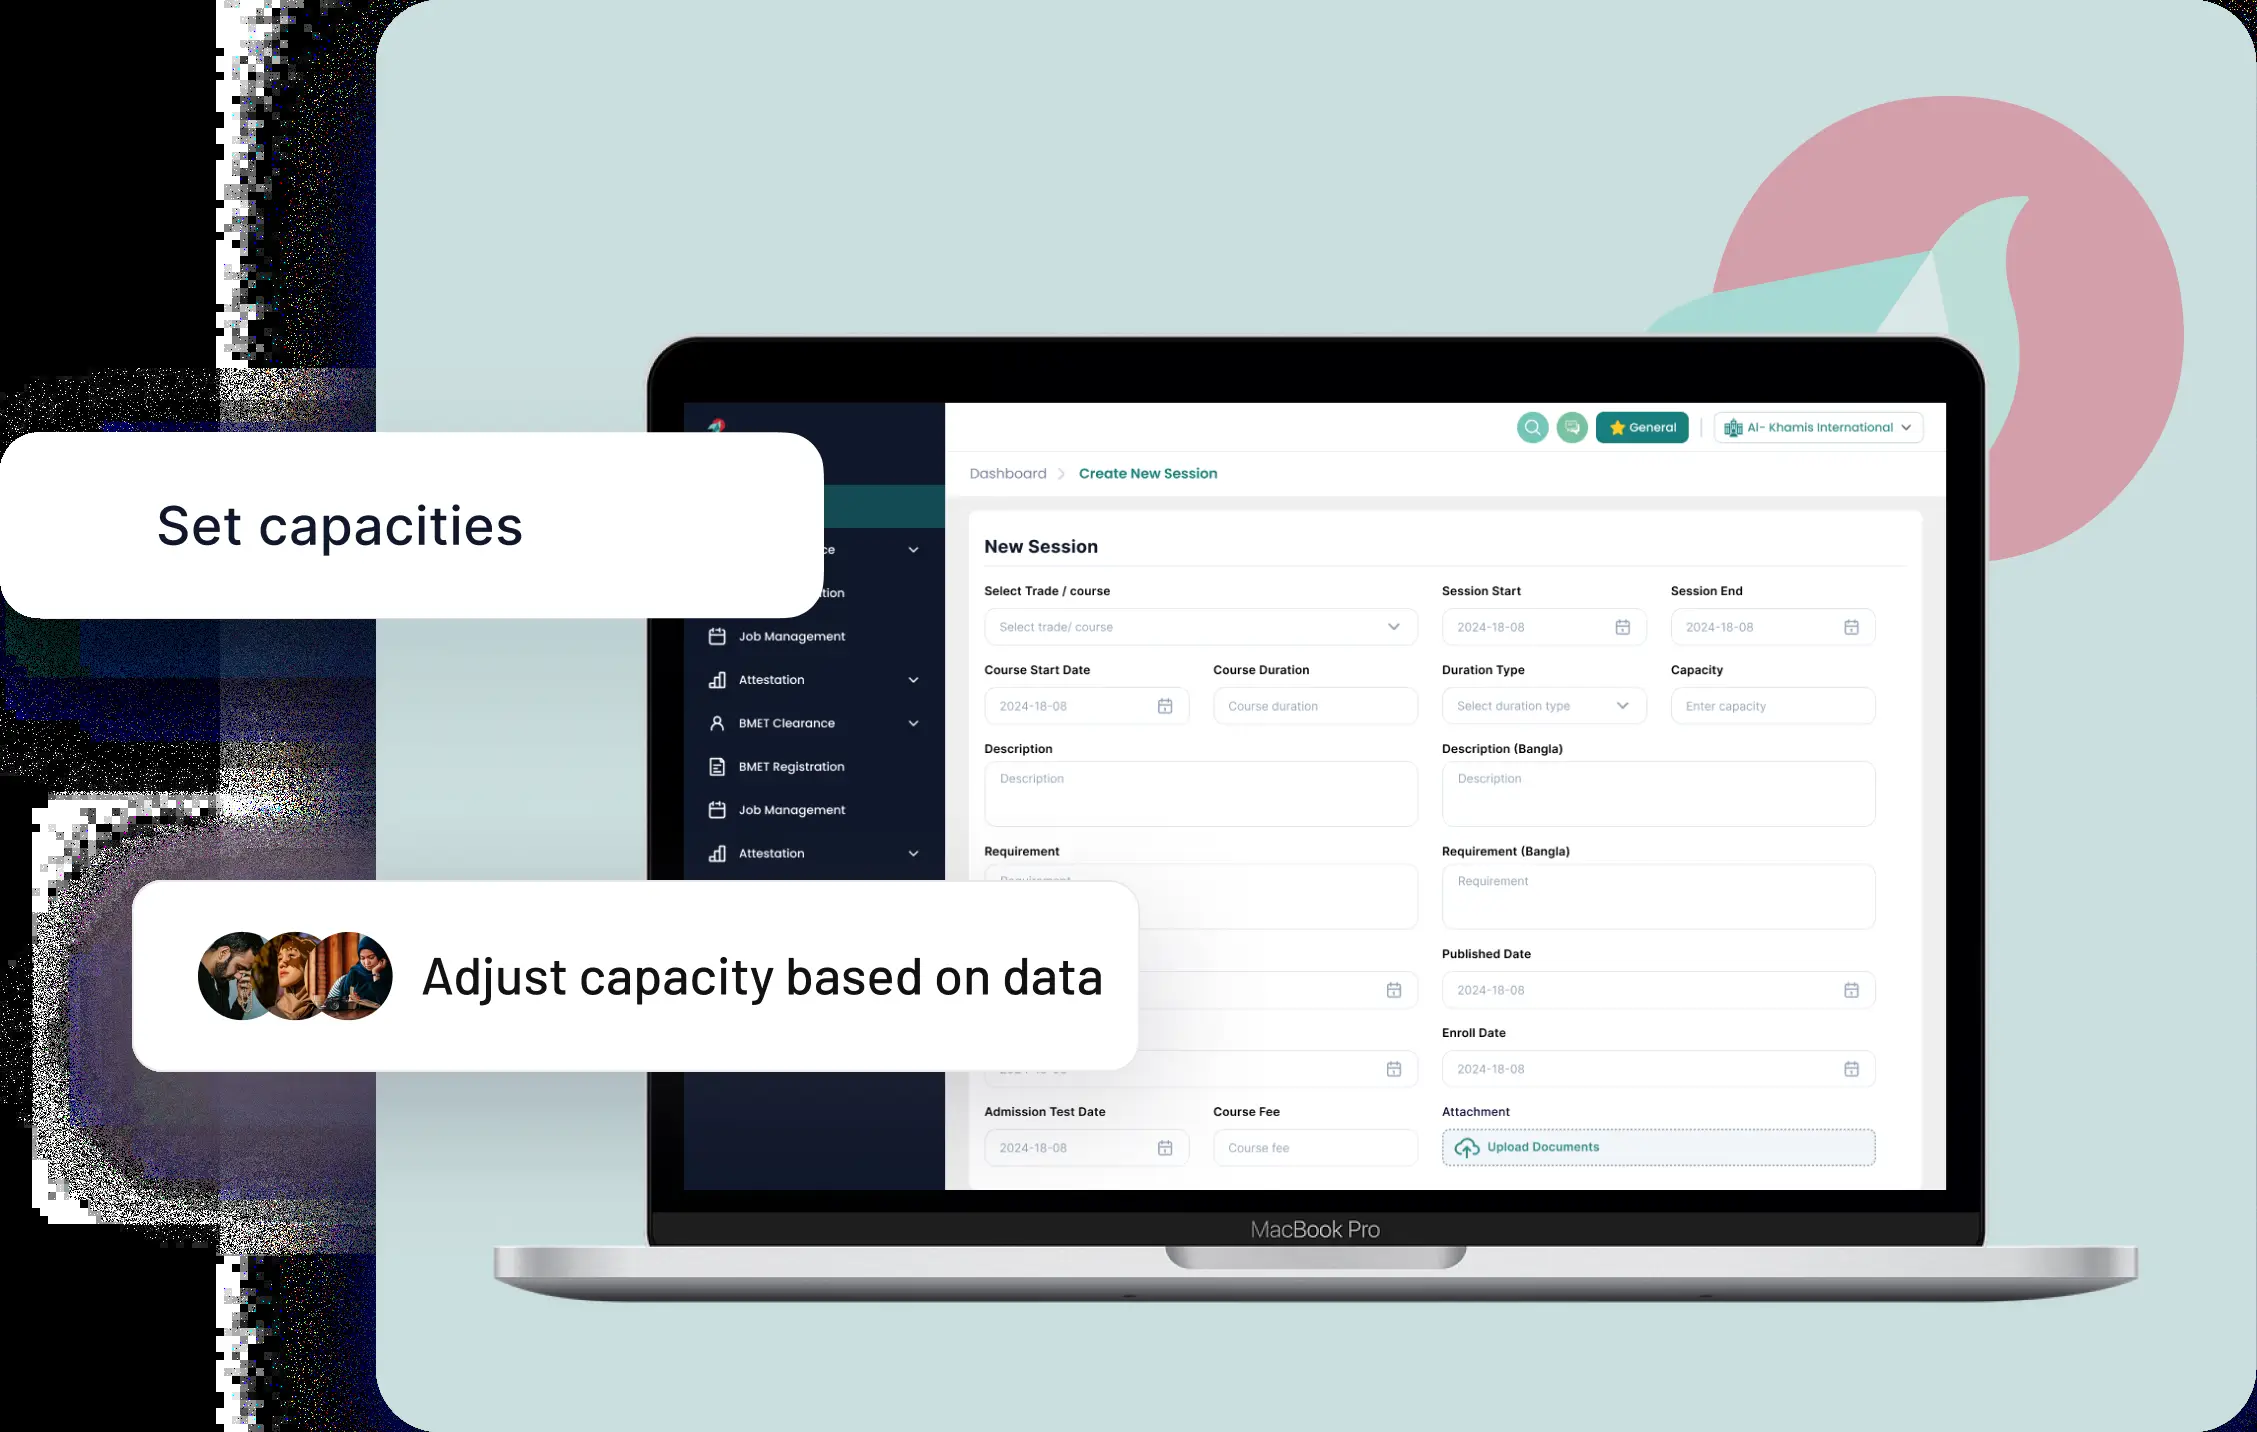 General
Al- Khamis International
Dashboard
Create New Session
Set capacities
Job Management
Attestation
BMET Clearance
BMET Registration
Job Management
Attestation
New Session
Select Trade / course
Session Start
Session End
Select trade/ course
2024-18-08
2024-18-08
Course Start Date
Course Duration
Duration Type
Capacity
2024-18-08
Course duration
Select duration type
Enter capacity
Description
Description (Bangla)
Description
Description
Requirement
Requirement (Bangla)
Requirement
Adjust capacity based on data
Published Date
2024-18-08
Enroll Date
2024-18-08
Admission Test Date
Course Fee
Attachment
2024-18-08
Course fee
Upload Documents
MacBook Pro